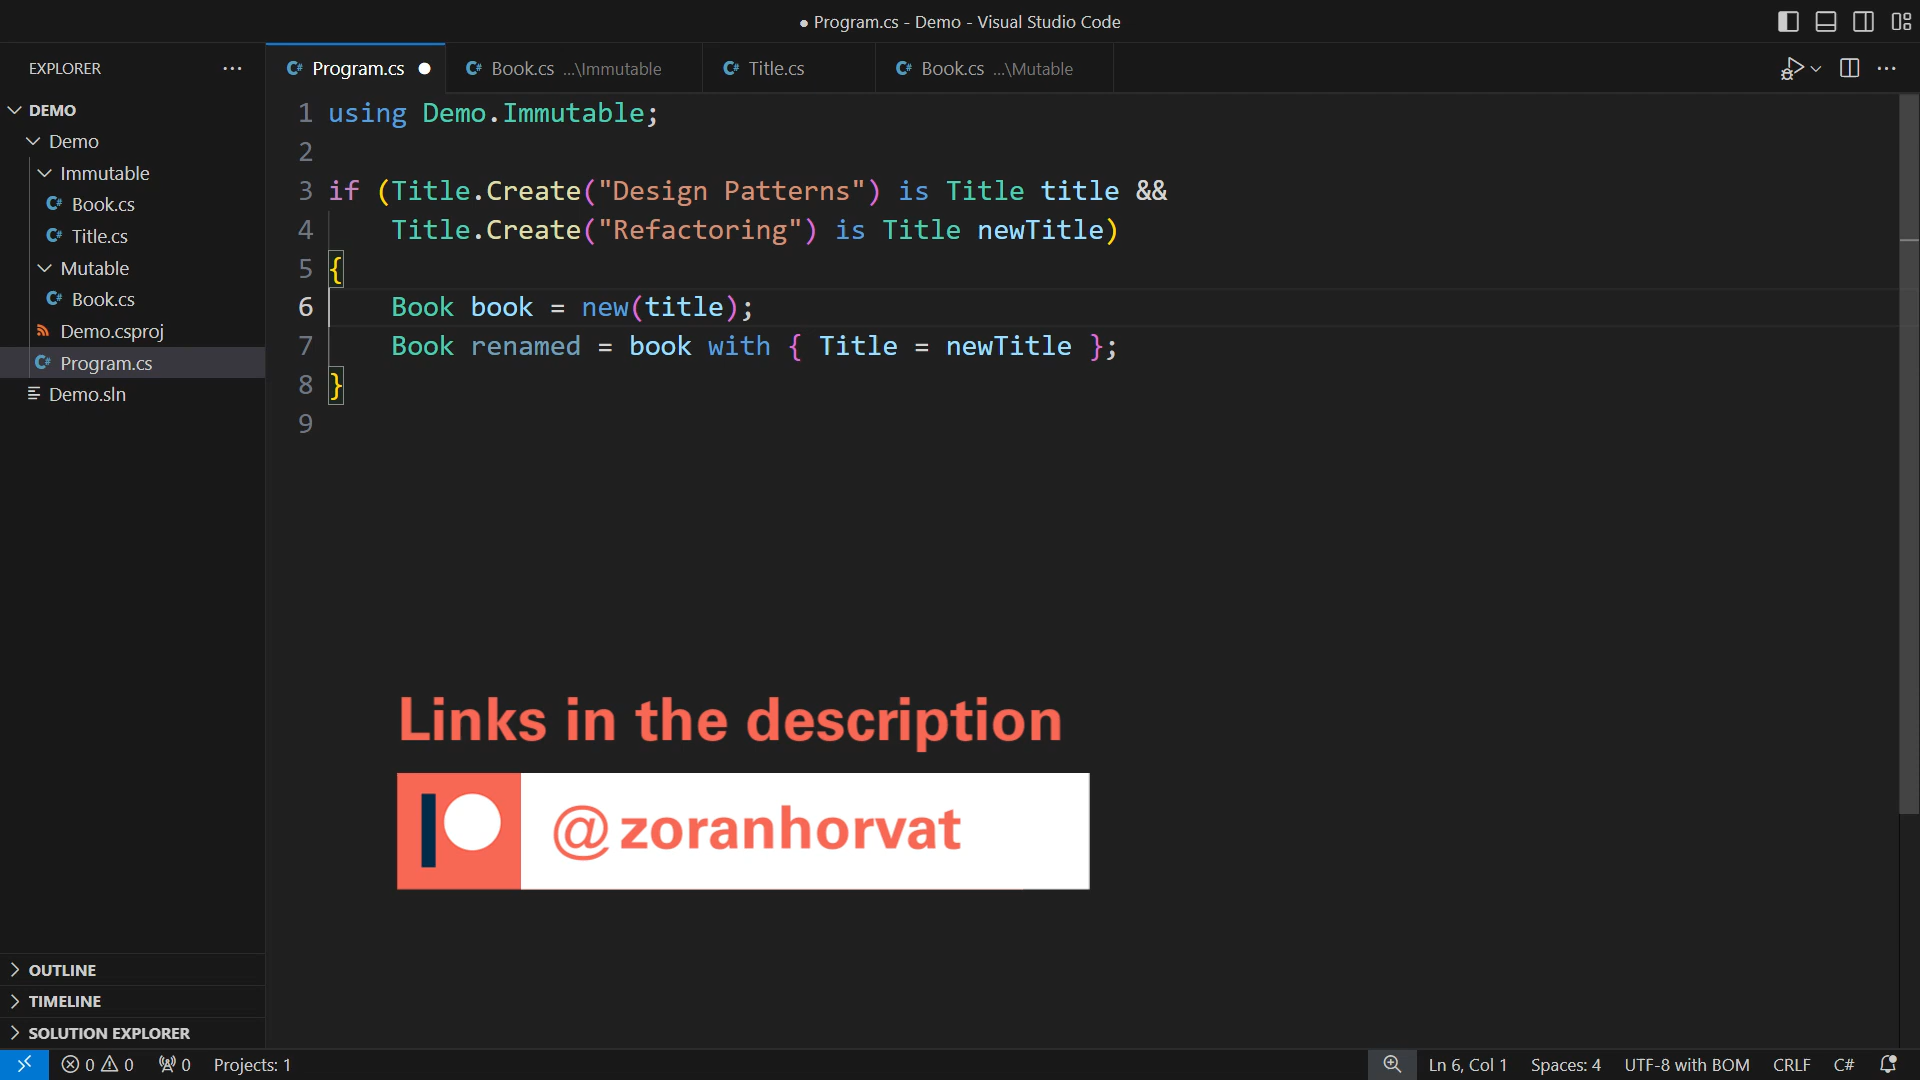 ● Program.cs - Demo - Visual Studio Code
EXPLORER
DEMO
Demo
Immutable
C# Book.cs
C# Title.cs
Mutable
C# Book.cs
Demo.csproj
C# Program.cs
Demo.sln
OUTLINE
TIMELINE
SOLUTION EXPLORER
C# Program.cs ●
C# Book.cs ...\Immutable
C# Title.cs
C# Book.cs ...\Mutable
1 using Demo.Immutable;
2
3 if (Title.Create("Design Patterns") is Title title &&
4 Title.Create("Refactoring") is Title newTitle)
5 {
6 Book book = new(title);
7 Book renamed = book with { Title = newTitle };
8 }
9
Links in the description
@zoranhorvat
0 0 0 Projects: 1
Ln 6, Col 1 Spaces: 4 UTF-8 with BOM CRLF C#